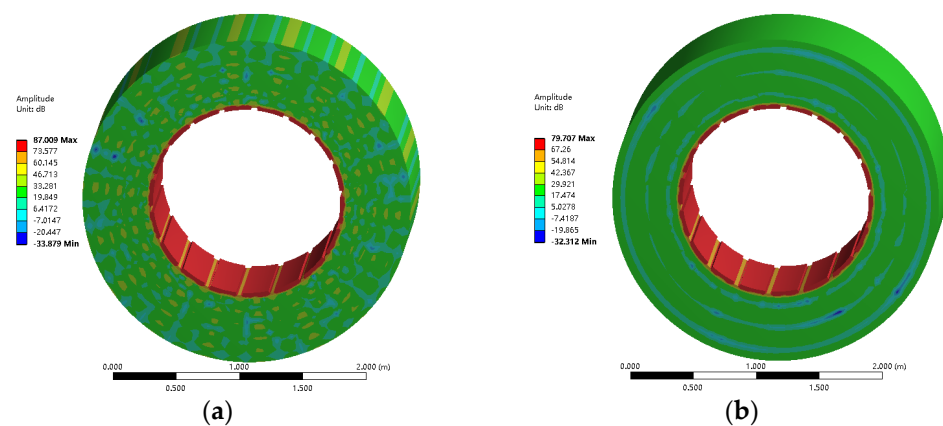 Amplitude
Unit: dB
87.009 Max
73.577
60.145
46.713
33.281
19.849
6.4172
-7.0147
-20.447
-33.879 Min
0.000 1.000 2.000 (m)
0.500 1.500
(a)
Amplitude
Unit: dB
79.707 Max
67.26
54.814
42.367
29.921
17.474
5.0278
-7.4187
-19.865
-32.312 Min
0.000 1.000 2.000 (m)
0.500 1.500
(b)